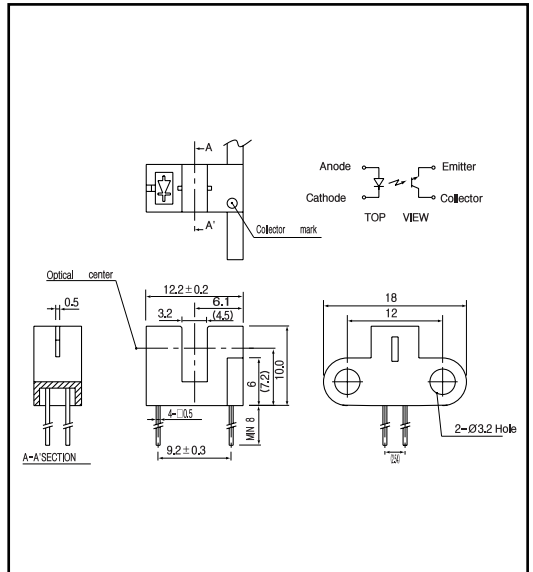 A
Anode
Emitter
Cathode
Collector
TOP VIEW
A'
Collector mark
Optical center
12.2±0.2
0.5
6.1
3.2
(4.5)
18
12
6
(7.2)
10.0
4-□0.5
MIN 8
9.2±0.3
2-Ø3.2 Hole
A-A'SECTION